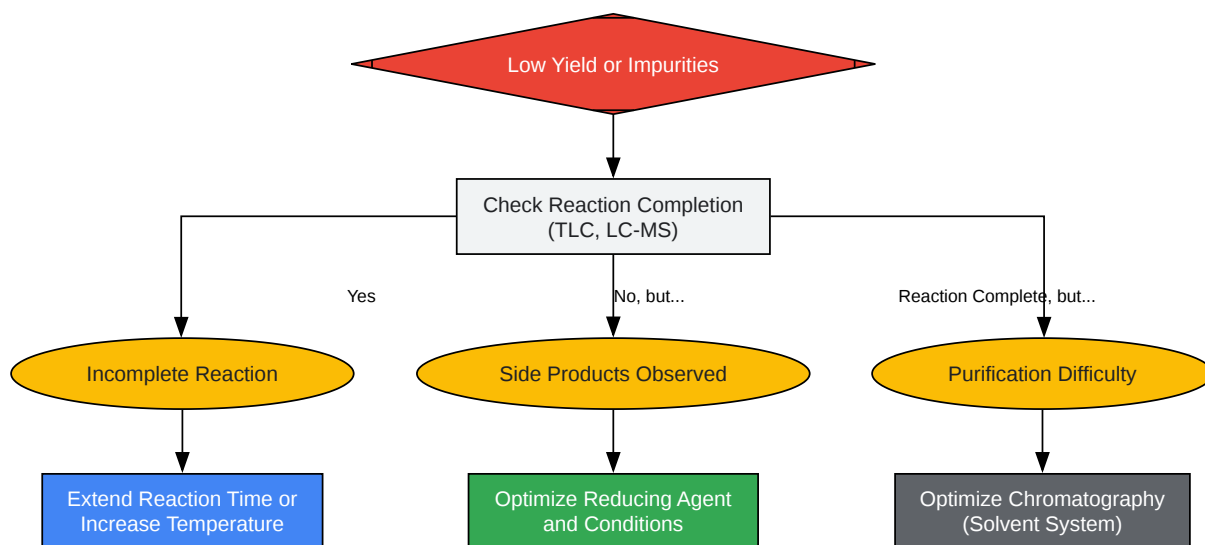 Low Yield or Impurities
Check Reaction Completion
(TLC, LC-MS)
Yes
No, but...
Reaction Complete, but...
Incomplete Reaction
Side Products Observed
Purification Difficulty
Extend Reaction Time or
Increase Temperature
Optimize Reducing Agent
and Conditions
Optimize Chromatography
(Solvent System)